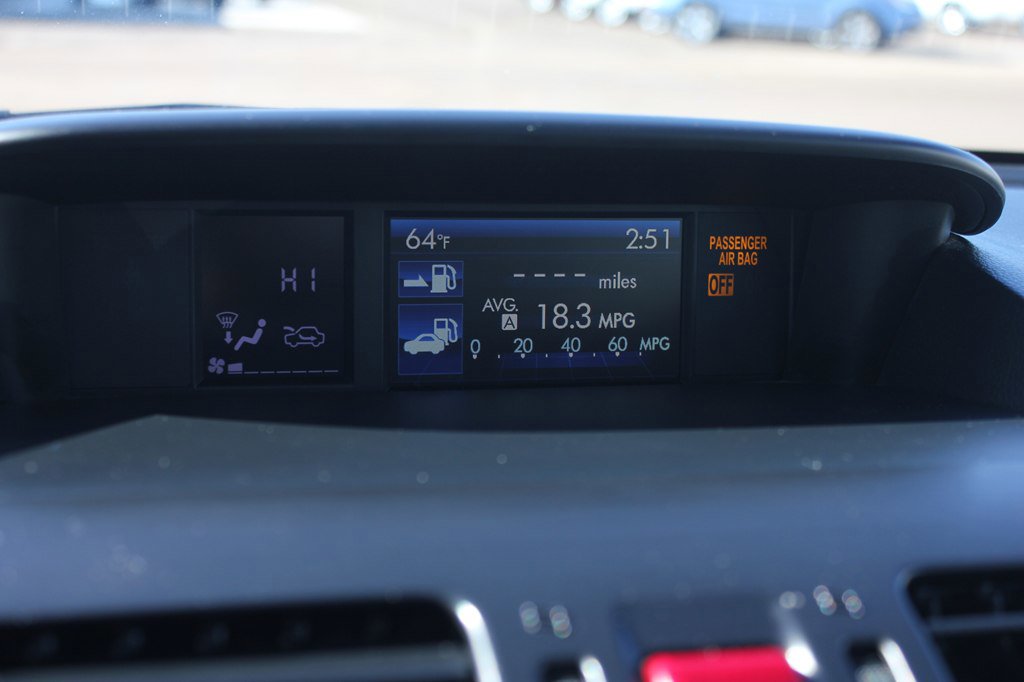 HI
64°F 2:51
---- miles
AVG.
A 18.3 MPG
0 20 40 60 MPG
PASSENGER
AIR BAG
OFF